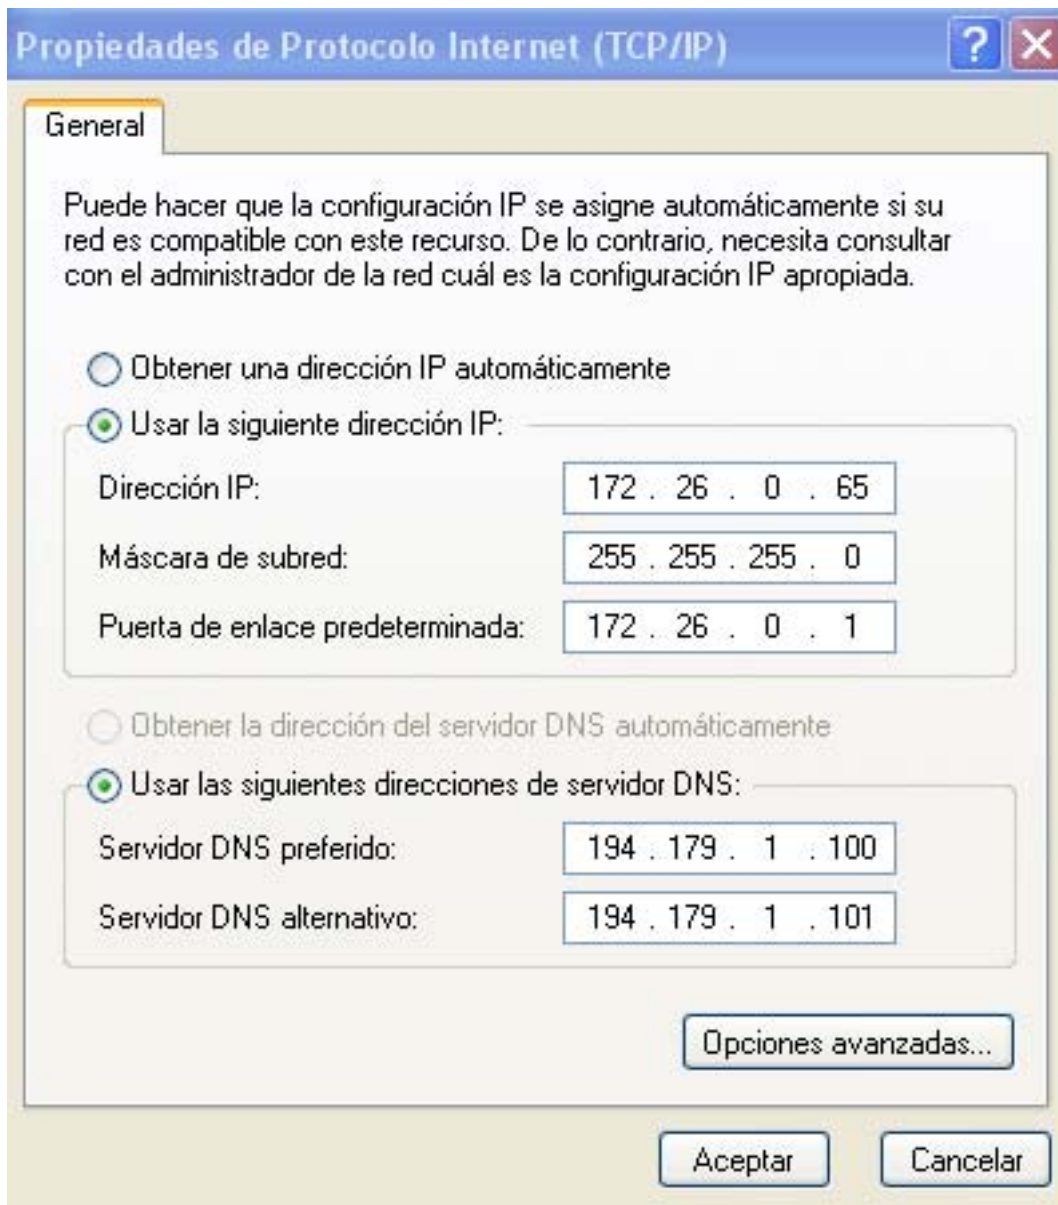 Propiedades de Protocolo Internet (TCP/IP)
General
Puede hacer que la configuración IP se asigne automáticamente si su
red es compatible con este recurso. De lo contrario, necesita consultar
con el administrador de la red cuál es la configuración IP apropiada.
Obtener una dirección IP automáticamente
Usar la siguiente dirección IP:
Dirección IP: 172 . 26 . 0 . 65
Máscara de subred: 255 . 255 . 255 . 0
Puerta de enlace predeterminada: 172 . 26 . 0 . 1
Obtener la dirección del servidor DNS automáticamente
Usar las siguientes direcciones de servidor DNS:
Servidor DNS preferido: 194 . 179 . 1 . 100
Servidor DNS alternativo: 194 . 179 . 1 . 101
Opciones avanzadas...
Aceptar Cancelar